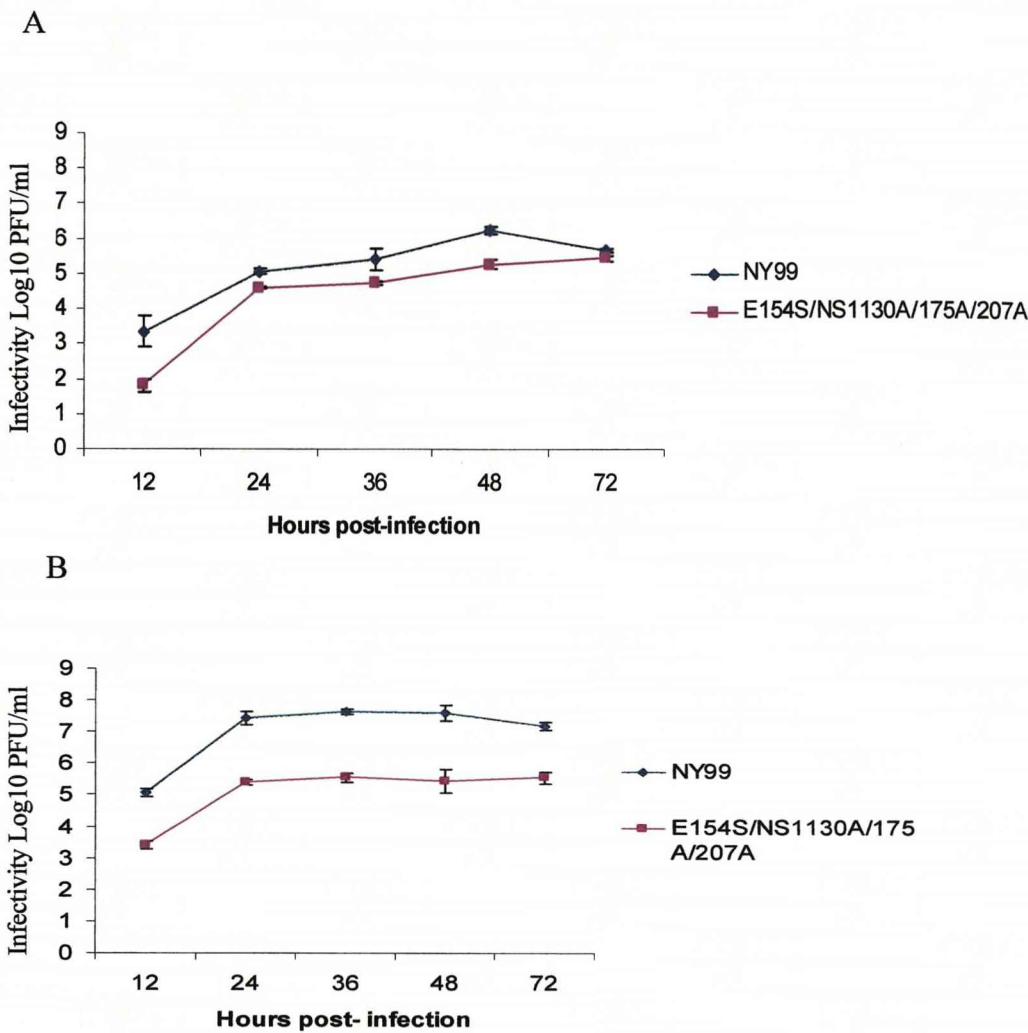 A
Infectivity Log10 PFU/ml
9
8
7
6
5
4
3
2
1
0
12 24 36 48 72
Hours post-infection
NY99
E154S/NS1130A/175A/207A
B
Infectivity Log10 PFU/ml
9
8
7
6
5
4
3
2
1
0
12 24 36 48 72
Hours post- infection
NY99
E154S/NS1130A/175
A/207A